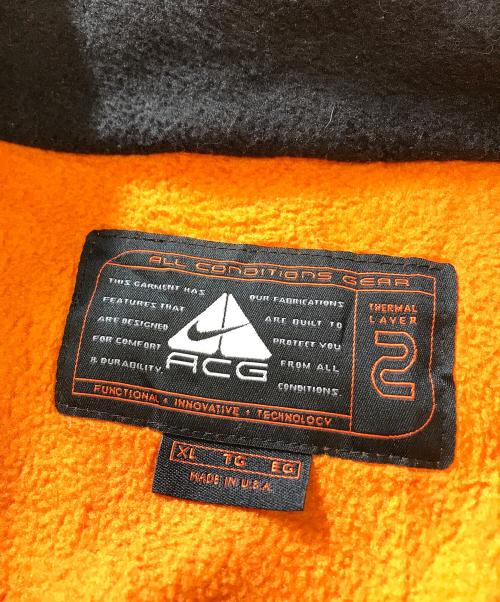 ALL CONDITIONS GEAR
THIS GARMENT HAS
FEATURES THAT
ARE DESIGNED
FOR COMFORT
& DURABILITY.
ACG
OUR FABRICATIONS
ARE BUILT TO
PROTECT YOU
FROM ALL
CONDITIONS.
THERMAL
LAYER
2
FUNCTIONAL + INNOVATIVE + TECHNOLOGY
XL TG EG
MADE IN U.S.A.